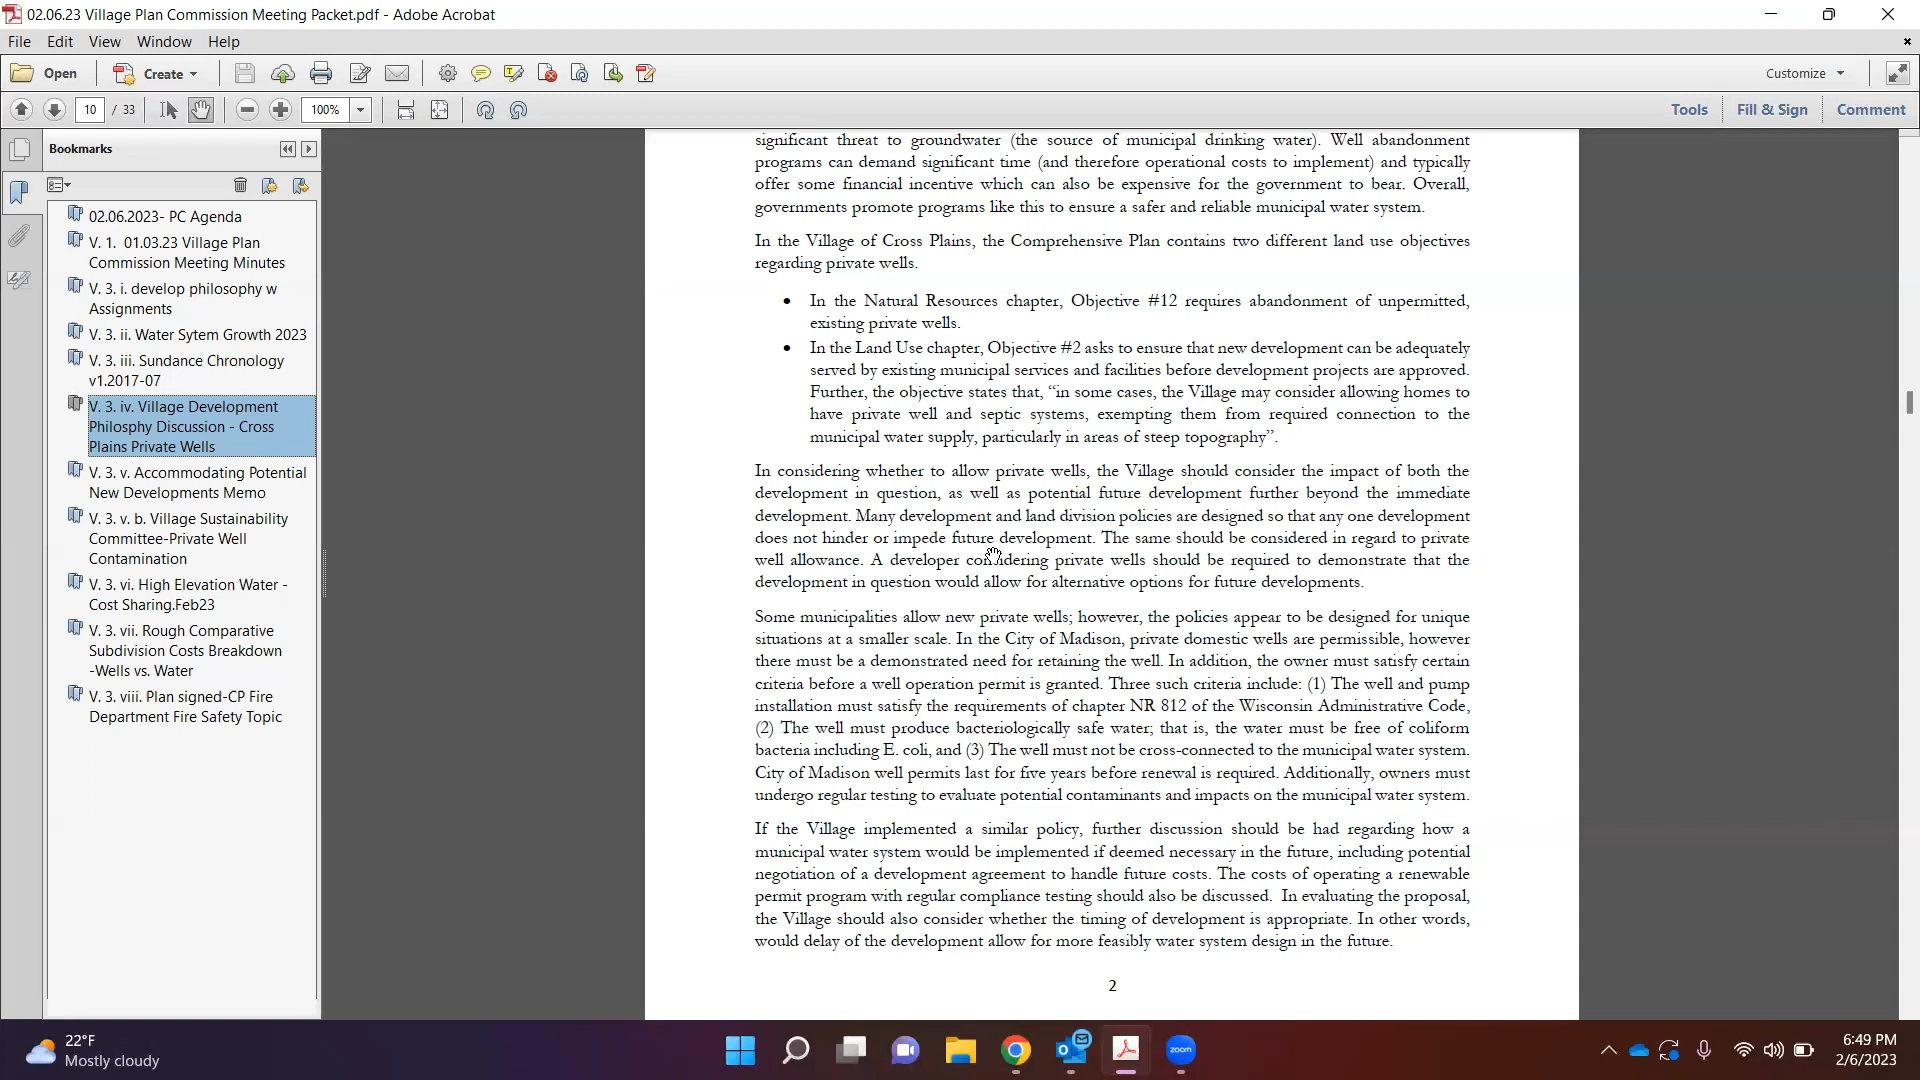 02.06.23 Village Plan Commission Meeting Packet.pdf - Adobe Acrobat
File Edit View Window Help
Open Create Customize
10 / 33 100% Tools Fill & Sign Comment
Bookmarks
02.06.2023- PC Agenda
V. 1. 01.03.23 Village Plan
Commission Meeting Minutes
V. 3. i. develop philosophy w
Assignments
V. 3. ii. Water Sytem Growth 2023
V. 3. iii. Sundance Chronology
v1.2017-07
V. 3. iv. Village Development
Philosphy Discussion - Cross
Plains Private Wells
V. 3. v. Accommodating Potential
New Developments Memo
V. 3. v. b. Village Sustainability
Committee-Private Well
Contamination
V. 3. vi. High Elevation Water -
Cost Sharing.Feb23
V. 3. vii. Rough Comparative
Subdivision Costs Breakdown
-Wells vs. Water
V. 3. viii. Plan signed-CP Fire
Department Fire Safety Topic
significant threat to groundwater (the source of municipal drinking water). Well abandonment
programs can demand significant time (and therefore operational costs to implement) and typically
offer some financial incentive which can also be expensive for the government to bear. Overall,
governments promote programs like this to ensure a safer and reliable municipal water system.
In the Village of Cross Plains, the Comprehensive Plan contains two different land use objectives
regarding private wells.
• In the Natural Resources chapter, Objective #12 requires abandonment of unpermitted,
existing private wells.
• In the Land Use chapter, Objective #2 asks to ensure that new development can be adequately
served by existing municipal services and facilities before development projects are approved.
Further, the objective states that, “in some cases, the Village may consider allowing homes to
have private well and septic systems, exempting them from required connection to the
municipal water supply, particularly in areas of steep topography”.
In considering whether to allow private wells, the Village should consider the impact of both the
development in question, as well as potential future development further beyond the immediate
development. Many development and land division policies are designed so that any one development
does not hinder or impede future development. The same should be considered in regard to private
well allowance. A developer considering private wells should be required to demonstrate that the
development in question would allow for alternative options for future developments.
Some municipalities allow new private wells; however, the policies appear to be designed for unique
situations at a smaller scale. In the City of Madison, private domestic wells are permissible, however
there must be a demonstrated need for retaining the well. In addition, the owner must satisfy certain
criteria before a well operation permit is granted. Three such criteria include: (1) The well and pump
installation must satisfy the requirements of chapter NR 812 of the Wisconsin Administrative Code,
(2) The well must produce bacteriologically safe water; that is, the water must be free of coliform
bacteria including E. coli, and (3) The well must not be cross-connected to the municipal water system.
City of Madison well permits last for five years before renewal is required. Additionally, owners must
undergo regular testing to evaluate potential contaminants and impacts on the municipal water system.
If the Village implemented a similar policy, further discussion should be had regarding how a
municipal water system would be implemented if deemed necessary in the future, including potential
negotiation of a development agreement to handle future costs. The costs of operating a renewable
permit program with regular compliance testing should also be discussed. In evaluating the proposal,
the Village should also consider whether the timing of development is appropriate. In other words,
would delay of the development allow for more feasibly water system design in the future.
2
22°F
Mostly cloudy
zoom
6:49 PM
2/6/2023